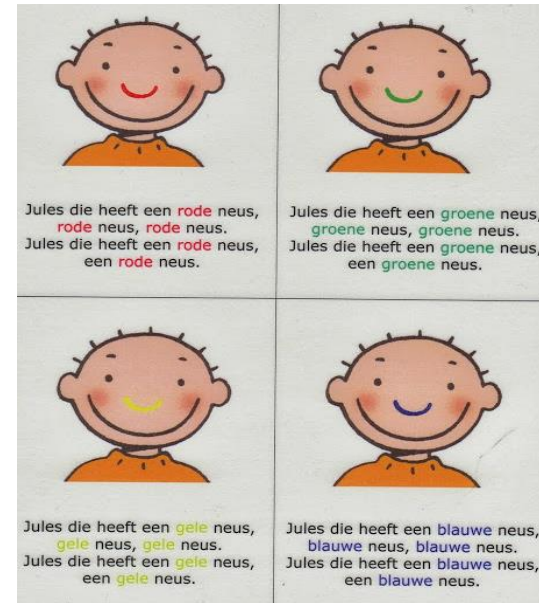 Jules die heeft een rode neus,
rode neus, rode neus.
Jules die heeft een rode neus,
een rode neus.
Jules die heeft een groene neus,
groene neus, groene neus.
Jules die heeft een groene neus,
een groene neus.
Jules die heeft een gele neus,
gele neus, gele neus.
Jules die heeft een gele neus,
een gele neus.
Jules die heeft een blauwe neus,
blauwe neus, blauwe neus.
Jules die heeft een blauwe neus,
een blauwe neus.